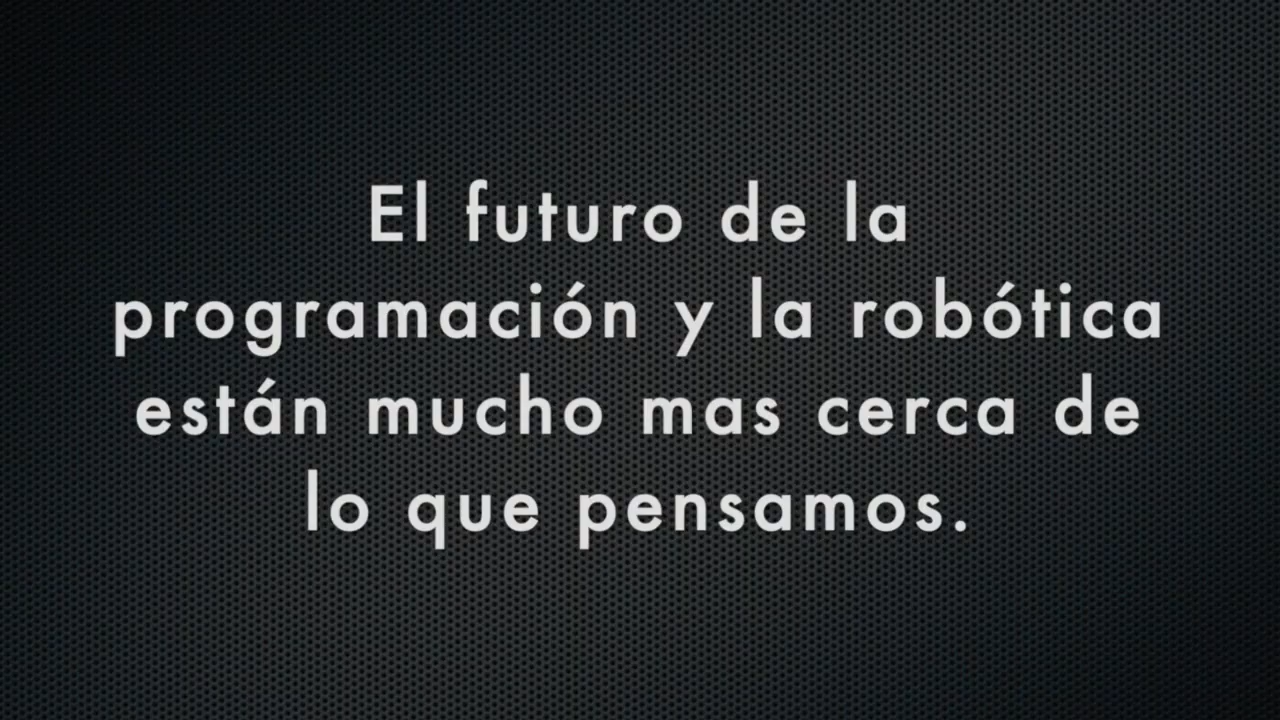 El futuro de la
programación y la robótica
están mucho mas cerca de
lo que pensamos.